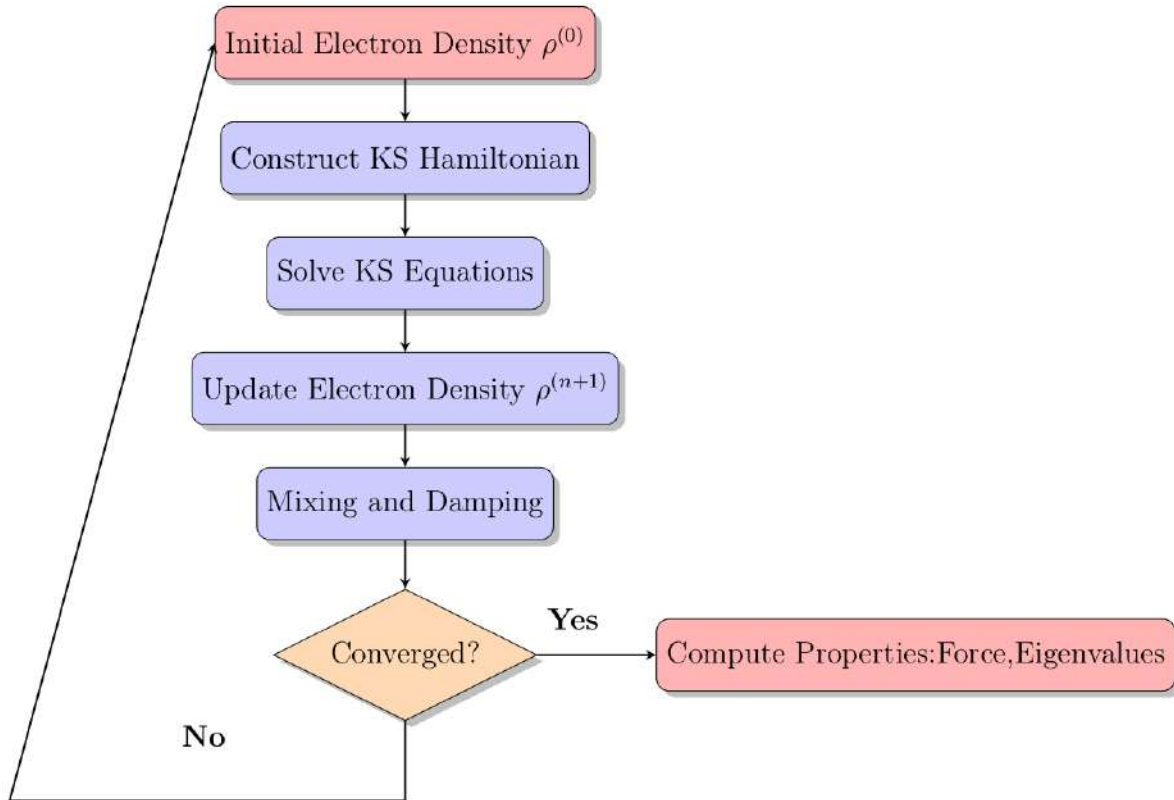 Initial Electron Density ρ⁽⁰⁾
Construct KS Hamiltonian
Solve KS Equations
Update Electron Density ρ⁽ⁿ⁺¹⁾
Mixing and Damping
Converged?
Yes
Compute Properties:Force,Eigenvalues
No